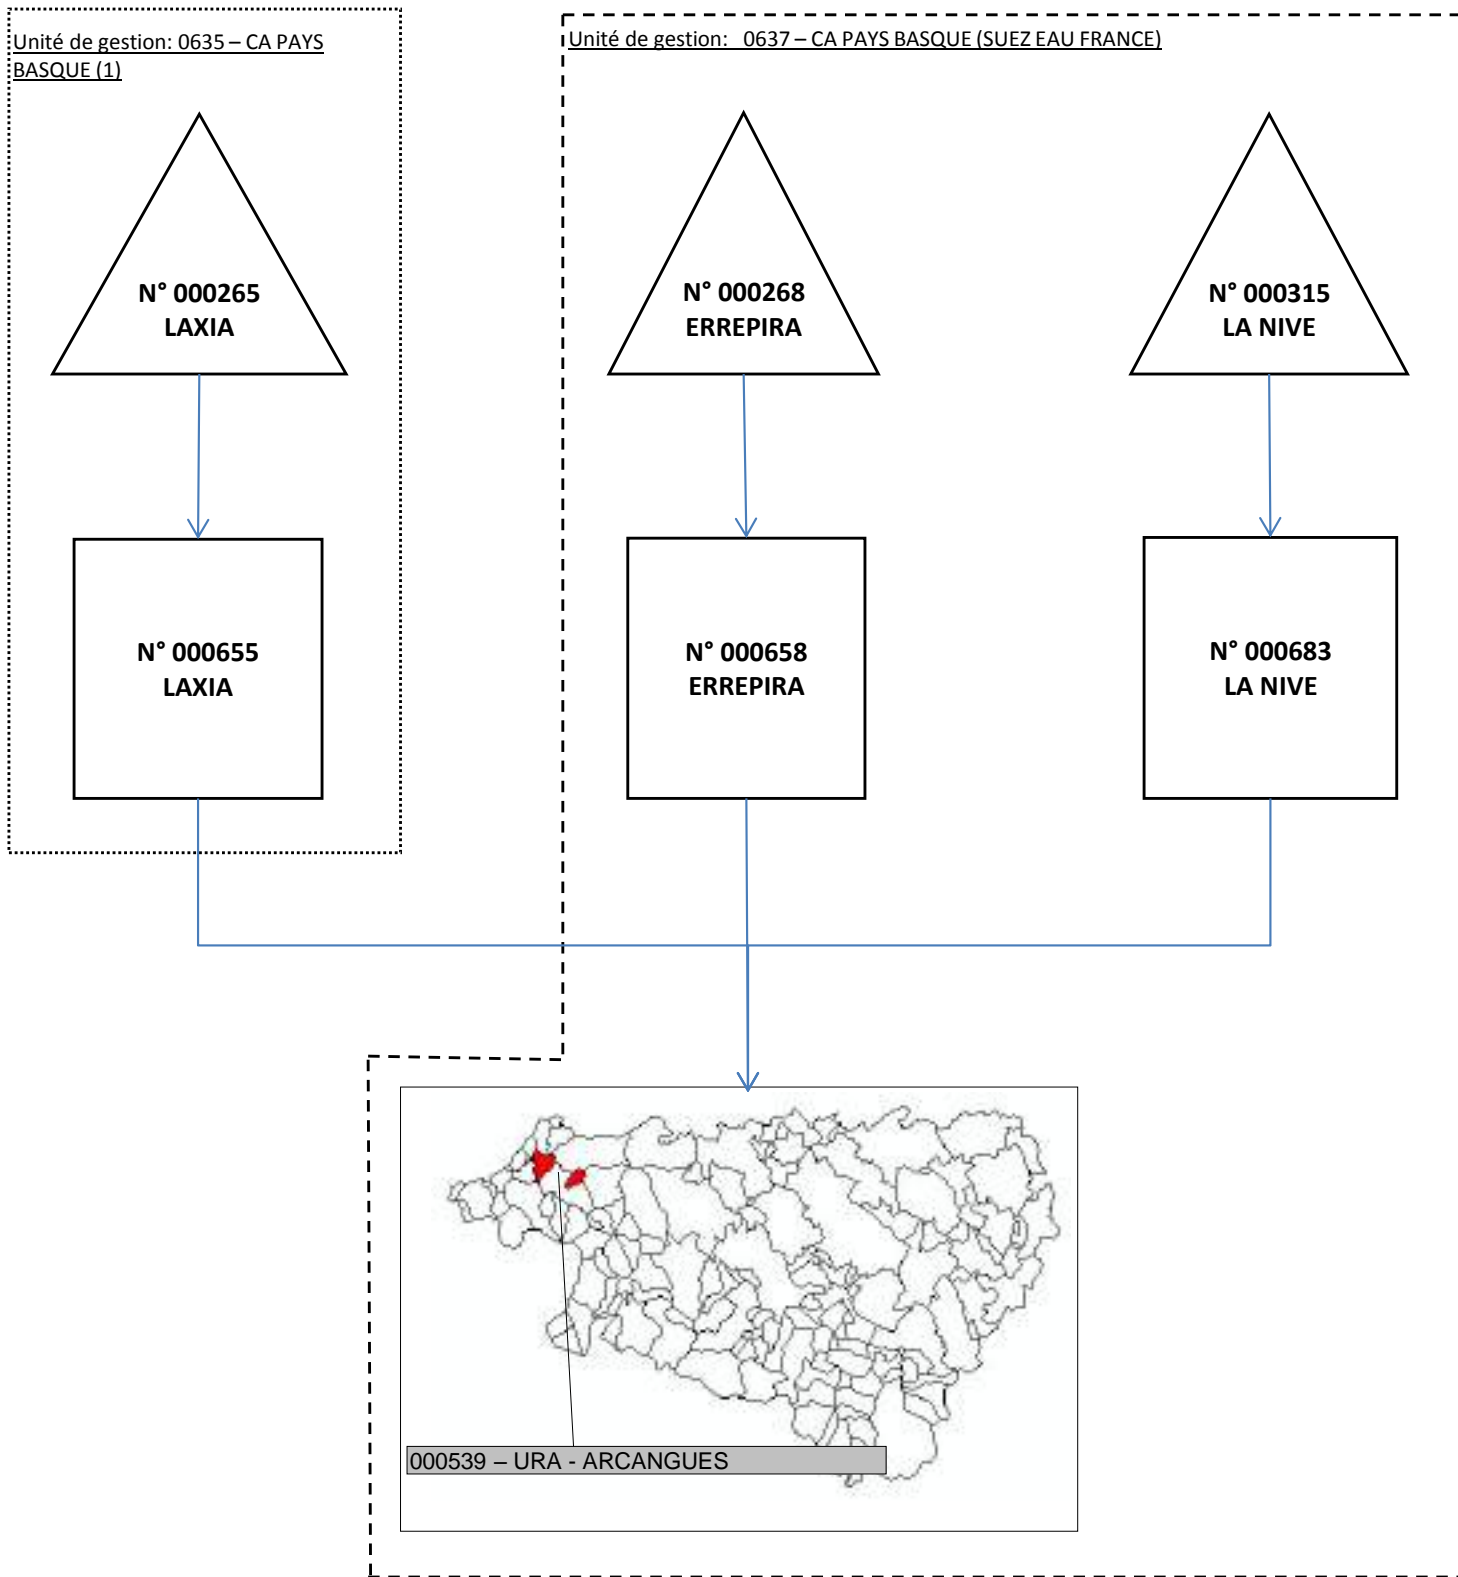 Unité de gestion: 0635 – CA PAYS
BASQUE (1)
Unité de gestion: 0637 – CA PAYS BASQUE (SUEZ EAU FRANCE)
N° 000265
LAXIA
N° 000268
ERREPIRA
N° 000315
LA NIVE
N° 000655
LAXIA
N° 000658
ERREPIRA
N° 000683
LA NIVE
000539 – URA - ARCANGUES